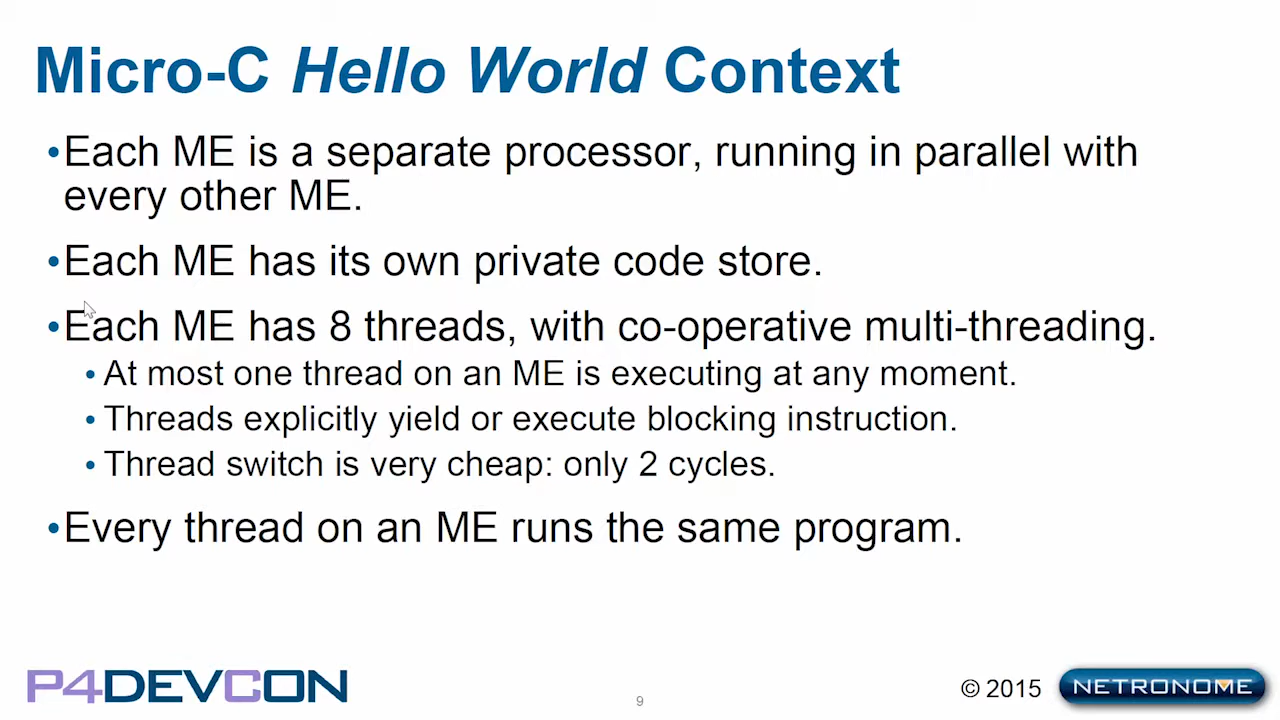 Micro-C Hello World Context
•Each ME is a separate processor, running in parallel with
every other ME.
•Each ME has its own private code store.
•Each ME has 8 threads, with co-operative multi-threading.
• At most one thread on an ME is executing at any moment.
• Threads explicitly yield or execute blocking instruction.
• Thread switch is very cheap: only 2 cycles.
•Every thread on an ME runs the same program.
P4DEVCON
9
© 2015
NETRONOME